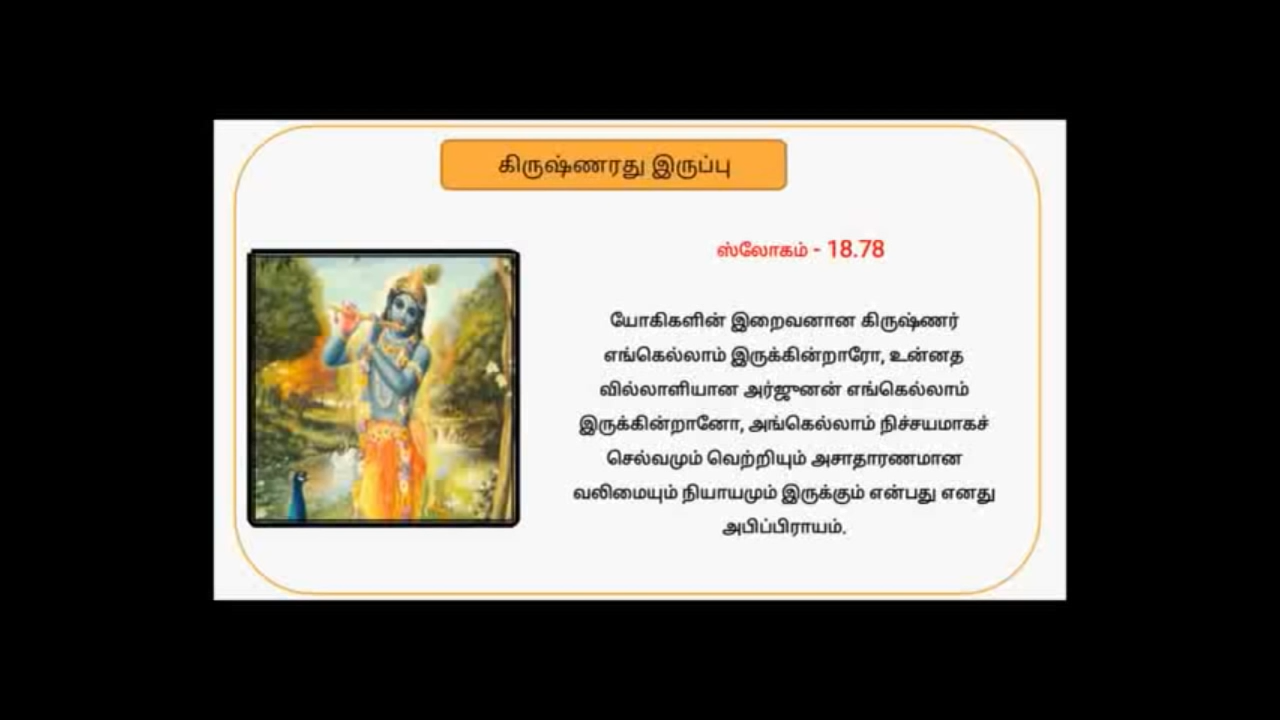 கிருஷ்ணரது இருப்பு
ஸ்லோகம் - 18.78
யோகிகளின் இறைவனான கிருஷ்ணர்
எங்கெல்லாம் இருக்கின்றாரோ, உன்னத
வில்லாளியான அர்ஜுனன் எங்கெல்லாம்
இருக்கின்றானோ, அங்கெல்லாம் நிச்சயமாகச்
செல்வமும் வெற்றியும் அசாதாரணமான
வலிமையும் நியாயமும் இருக்கும் என்பது எனது
அபிப்பிராயம்.